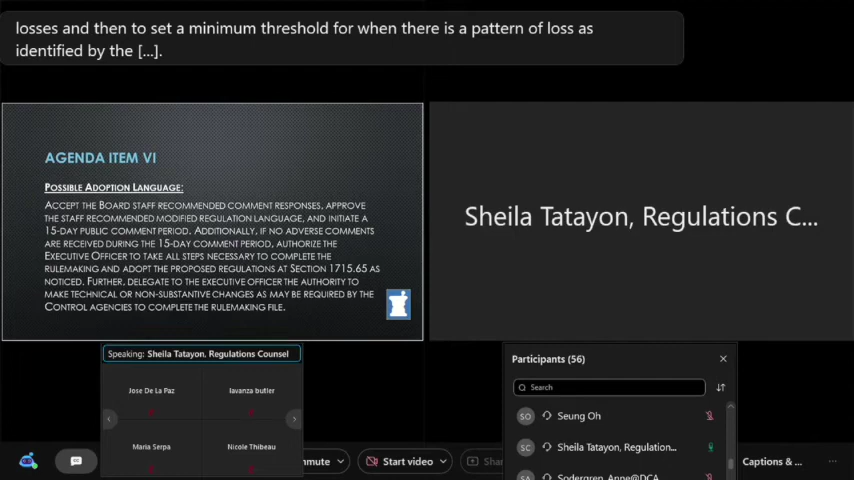 losses and then to set a minimum threshold for when there is a pattern of loss as
identified by the [...].
AGENDA ITEM VI
POSSIBLE ADOPTION LANGUAGE:
ACCEPT THE BOARD STAFF RECOMMENDED COMMENT RESPONSES, APPROVE
THE STAFF RECOMMENDED MODIFIED REGULATION LANGUAGE, AND INITIATE A
15-DAY PUBLIC COMMENT PERIOD. ADDITIONALLY, IF NO ADVERSE COMMENTS
ARE RECEIVED DURING THE 15-DAY COMMENT PERIOD, AUTHORIZE THE
EXECUTIVE OFFICER TO TAKE ALL STEPS NECESSARY TO COMPLETE THE
RULEMAKING AND ADOPT THE PROPOSED REGULATIONS AT SECTION 1715.65 AS
NOTICED. FURTHER, DELEGATE TO THE EXECUTIVE OFFICER THE AUTHORITY TO
MAKE TECHNICAL OR NON-SUBSTANTIVE CHANGES AS MAY BE REQUIRED BY THE
CONTROL AGENCIES TO COMPLETE THE RULEMAKING FILE.
Sheila Tatayon, Regulations C...
Speaking: Sheila Tatayon, Regulations Counsel
Jose De La Paz
lavanza butler
Maria Serpa
Nicole Thibeau
Participants (56)
Search
SO Seung Oh
SC Sheila Tatayon, Regulation...
SA Sodergren, Anne@DCA
mute
Start video
Shar
Captions & ...